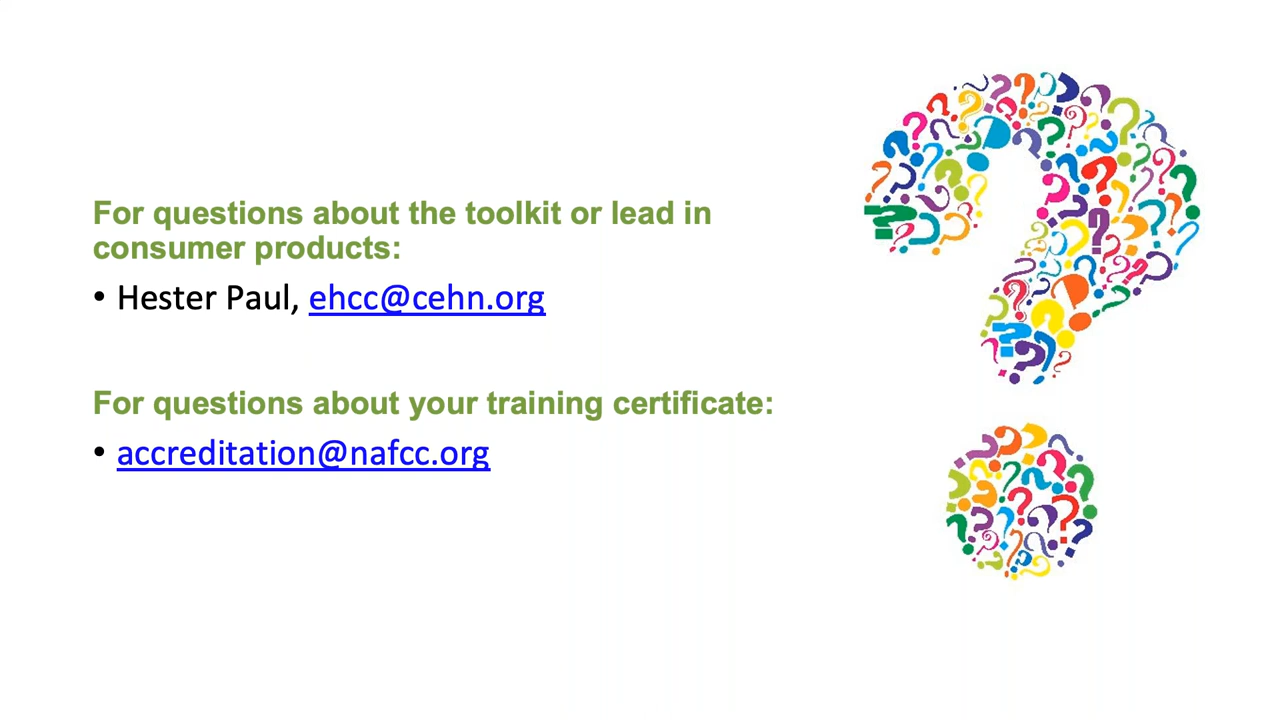 For questions about the toolkit or lead in
consumer products:
• Hester Paul, ehcc@cehn.org
For questions about your training certificate:
• accreditation@nafcc.org